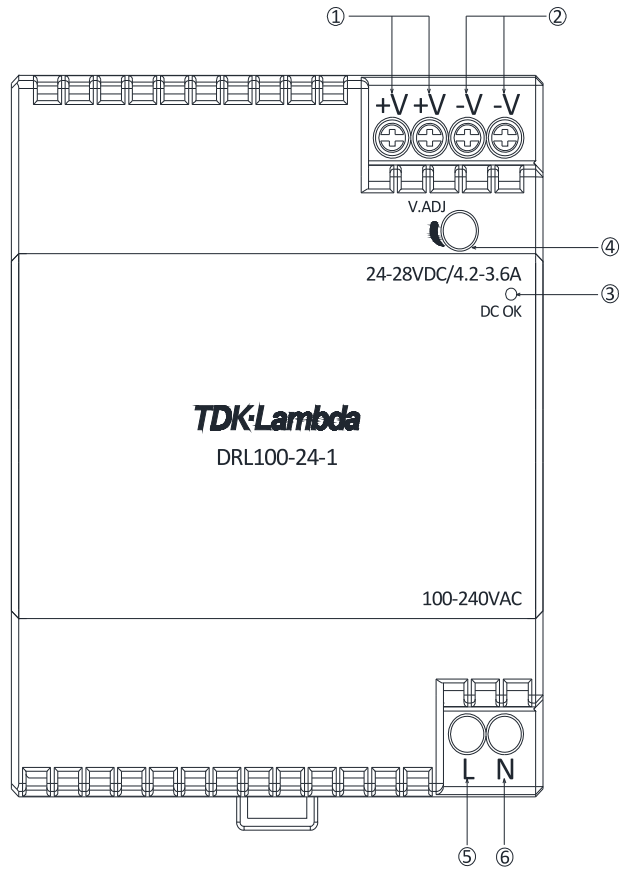 ① ②
+V +V -V -V
V.ADJ
④
24-28VDC/4.2-3.6A
③
DC OK
TDK·Lambda
DRL100-24-1
100-240VAC
L N
⑤ ⑥